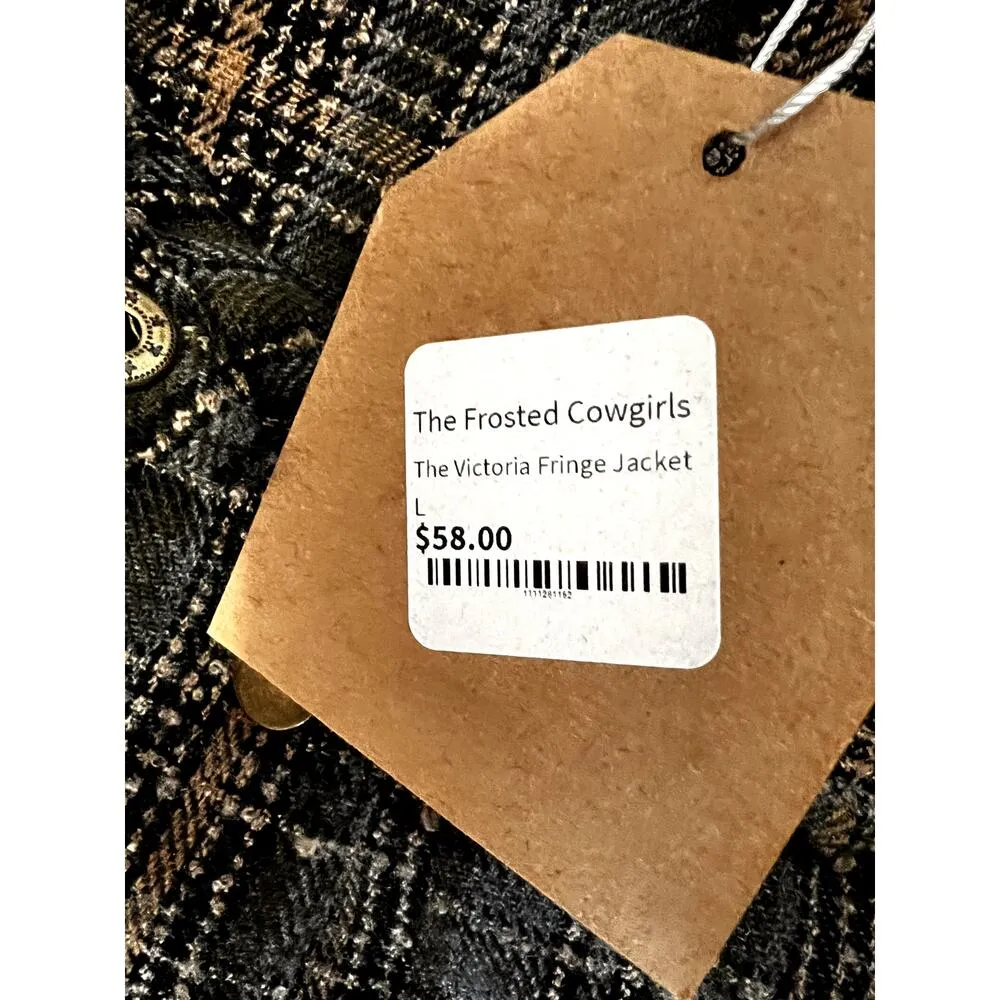 The Frosted Cowgirls
The Victoria Fringe Jacket
L
$58.00
1111281162